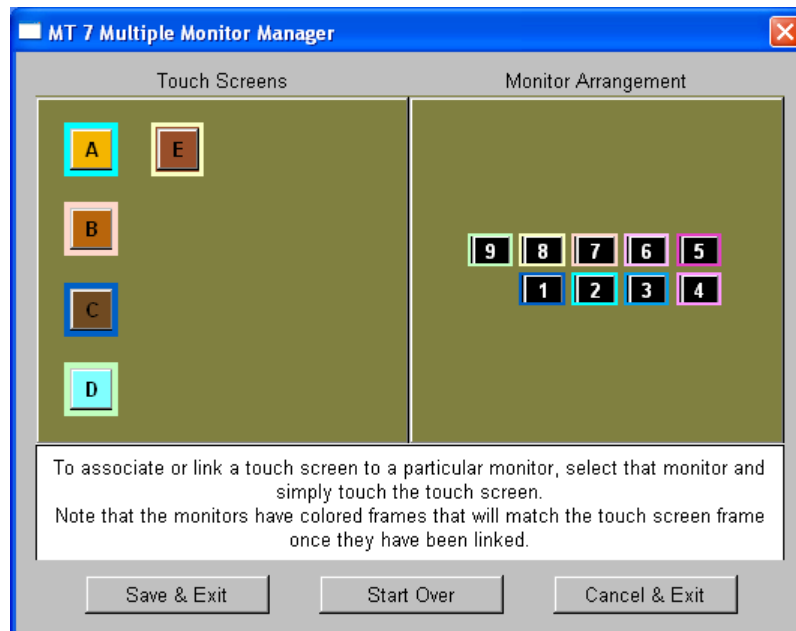 MT 7 Multiple Monitor Manager
Touch Screens
Monitor Arrangement
A E
B
C
D
9 8 7 6 5
1 2 3 4
To associate or link a touch screen to a particular monitor, select that monitor and
simply touch the touch screen.
Note that the monitors have colored frames that will match the touch screen frame
once they have been linked.
Save & Exit
Start Over
Cancel & Exit